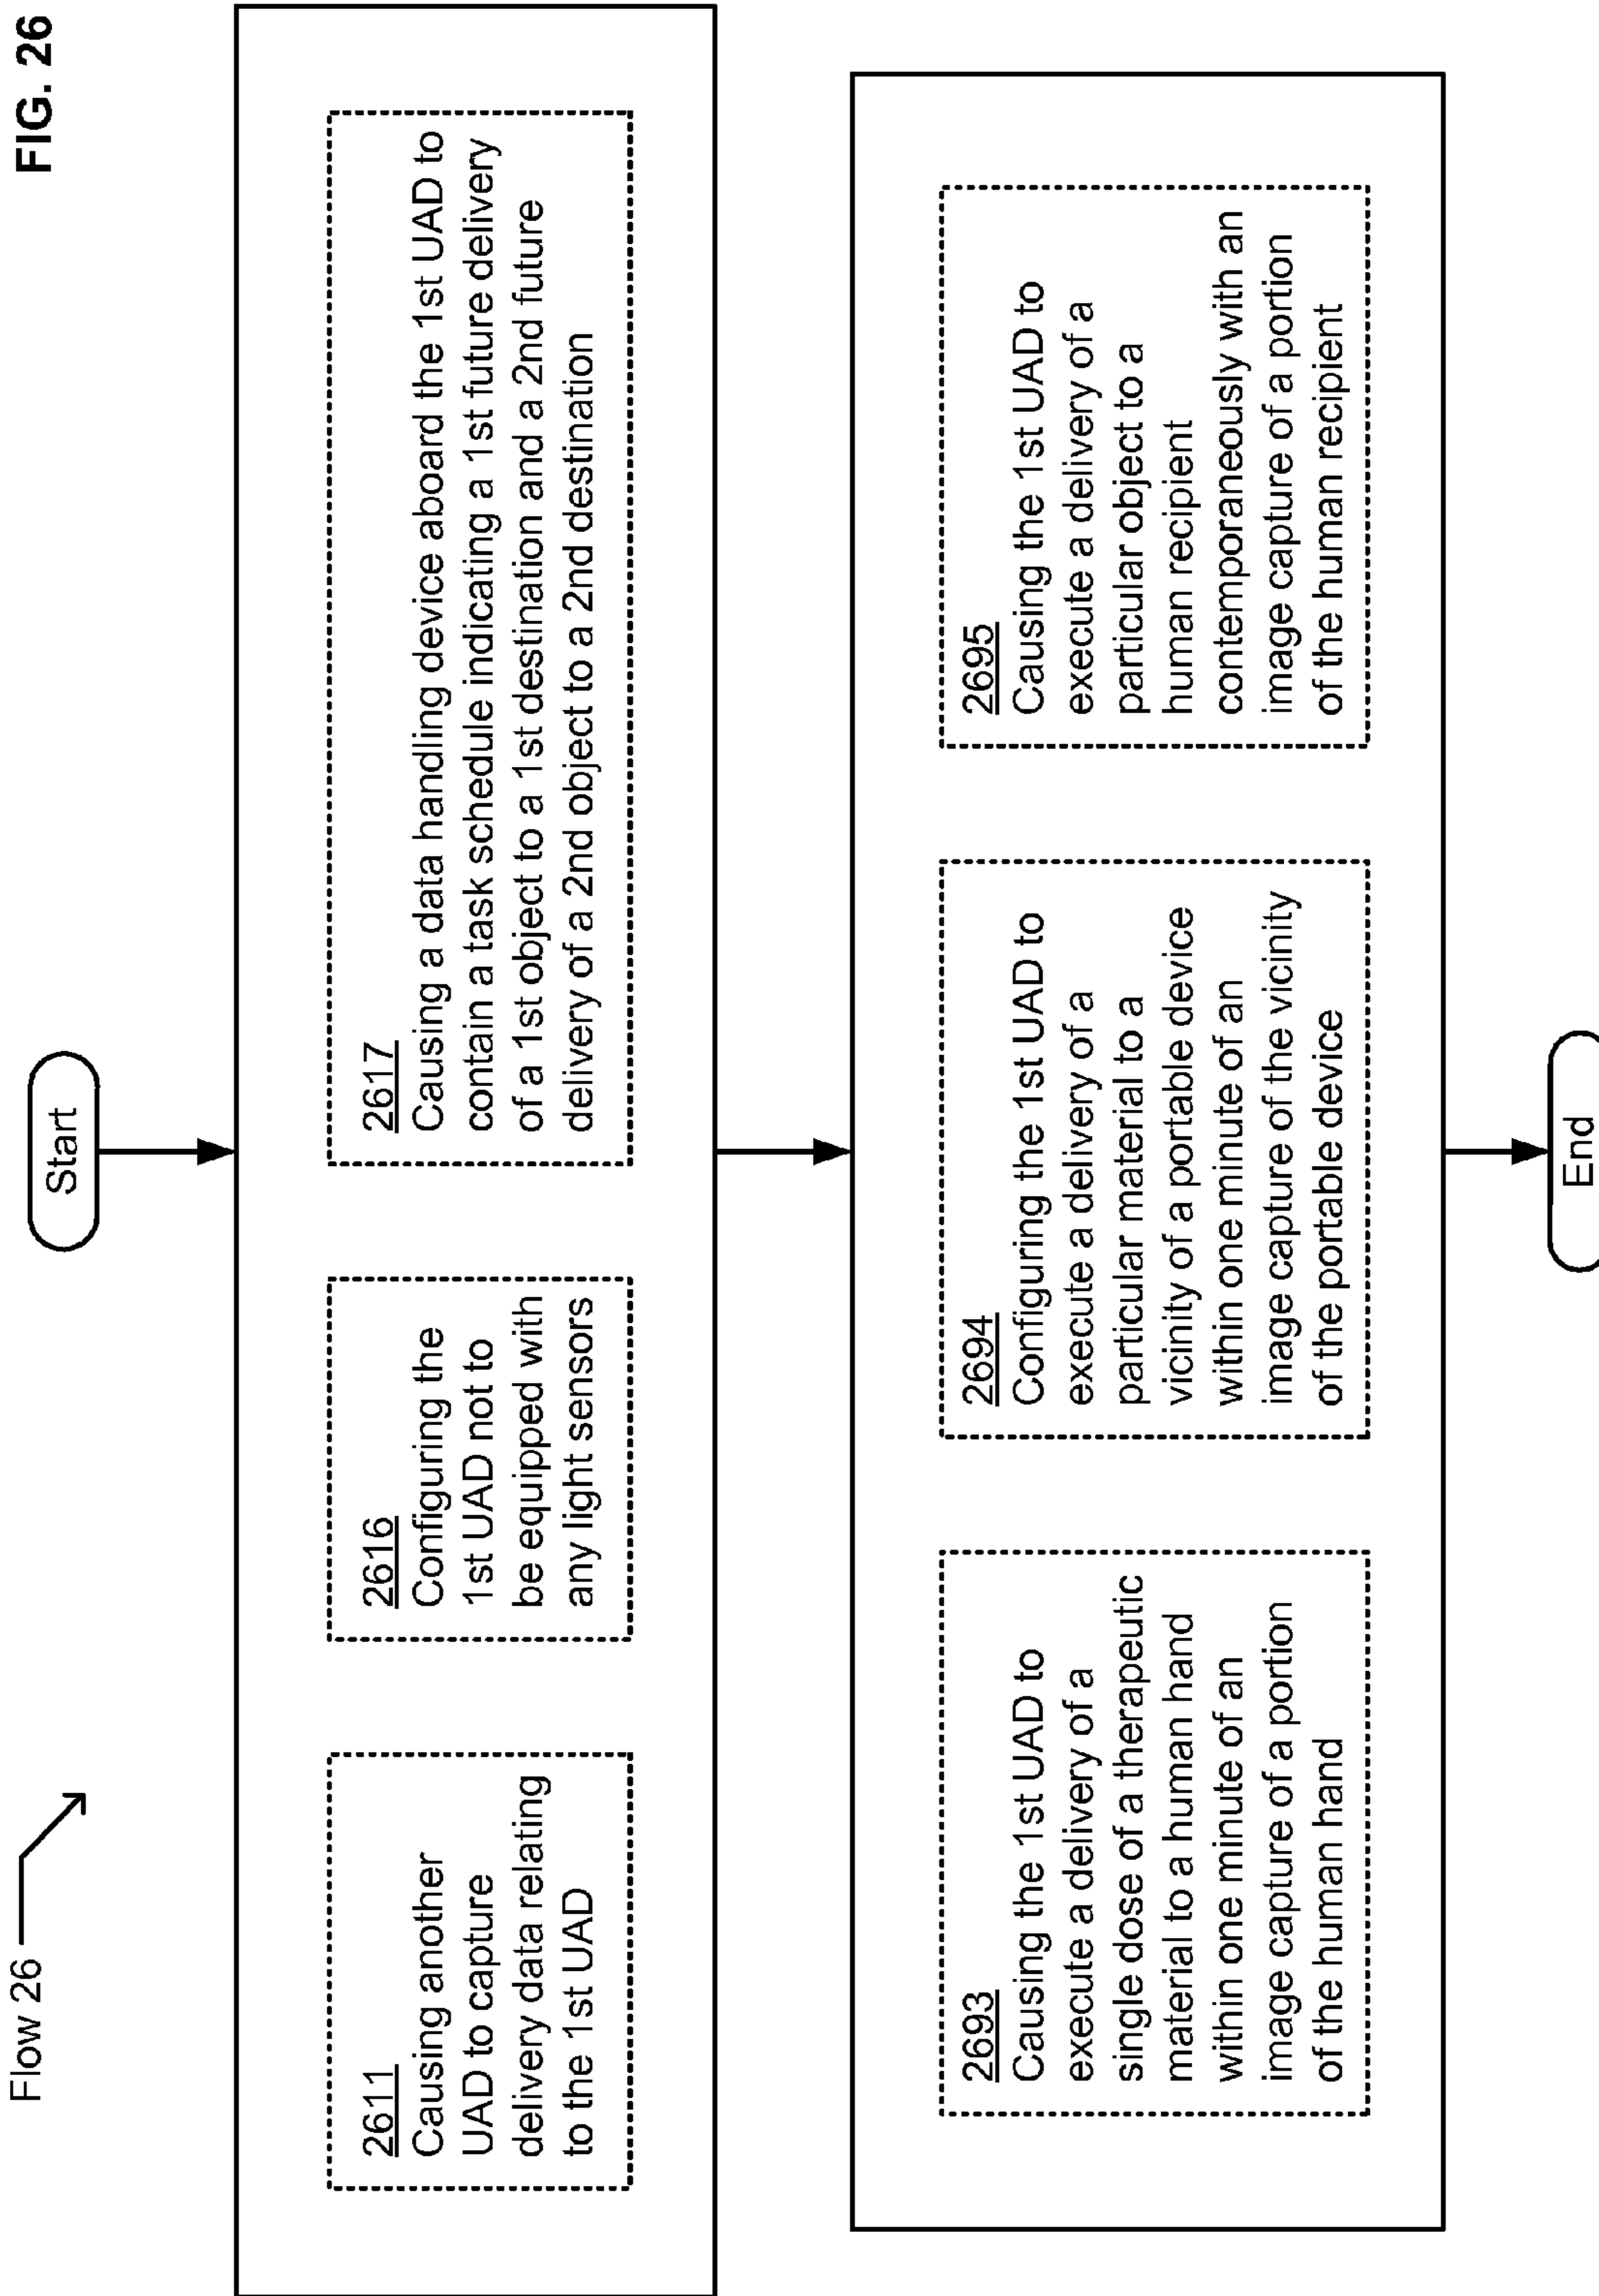 FIG. 26
Flow 26
Start
2611
Causing another
UAD to capture
delivery data relating
to the 1st UAD
2616
Configuring the
1st UAD not to
be equipped with
any light sensors
2617
Causing a data handling device aboard the 1st UAD to
contain a task schedule indicating a 1st future delivery
of a 1st object to a 1st destination and a 2nd future
delivery of a 2nd object to a 2nd destination
2693
Causing the 1st UAD to
execute a delivery of a
single dose of a therapeutic
material to a human hand
within one minute of an
image capture of a portion
of the human hand
2694
Configuring the 1st UAD to
execute a delivery of a
particular material to a
vicinity of a portable device
within one minute of an
image capture of the vicinity
of the portable device
2695
Causing the 1st UAD to
execute a delivery of a
particular object to a
human recipient
contemporaneously with an
image capture of a portion
of the human recipient
End